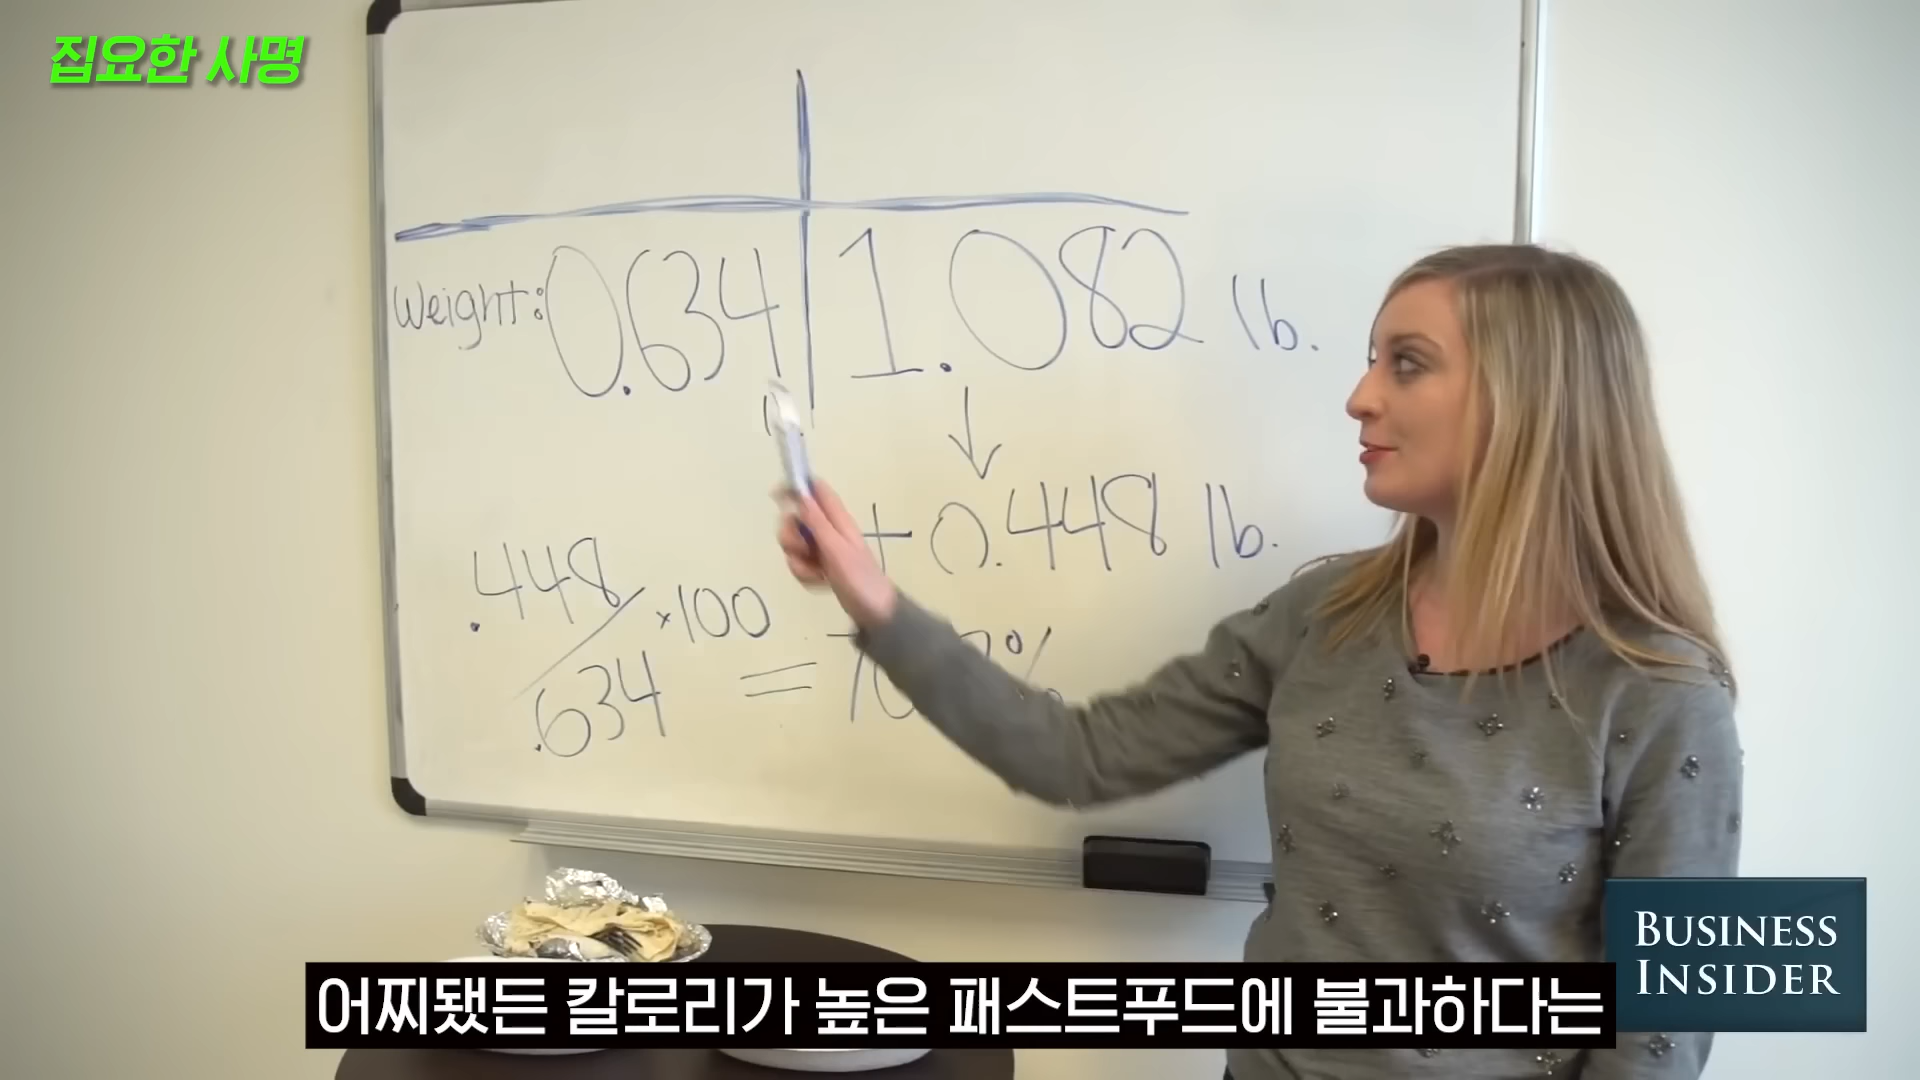 집요한 사명
Weight: 0.634 1.082 lb.
+ 0.448 lb.
.448
× 100
.634
=
%
BUSINESS
INSIDER
어찌됐든 칼로리가 높은 패스트푸드에 불과하다는